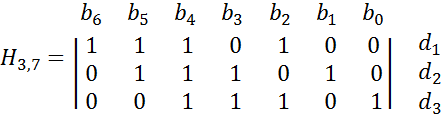 b₆ b₅ b₄ b₃ b₂ b₁ b₀
1 1 1 0 1 0 0 d₁
H₃,₇ = 0 1 1 1 0 1 0 d₂
0 0 1 1 1 0 1 d₃